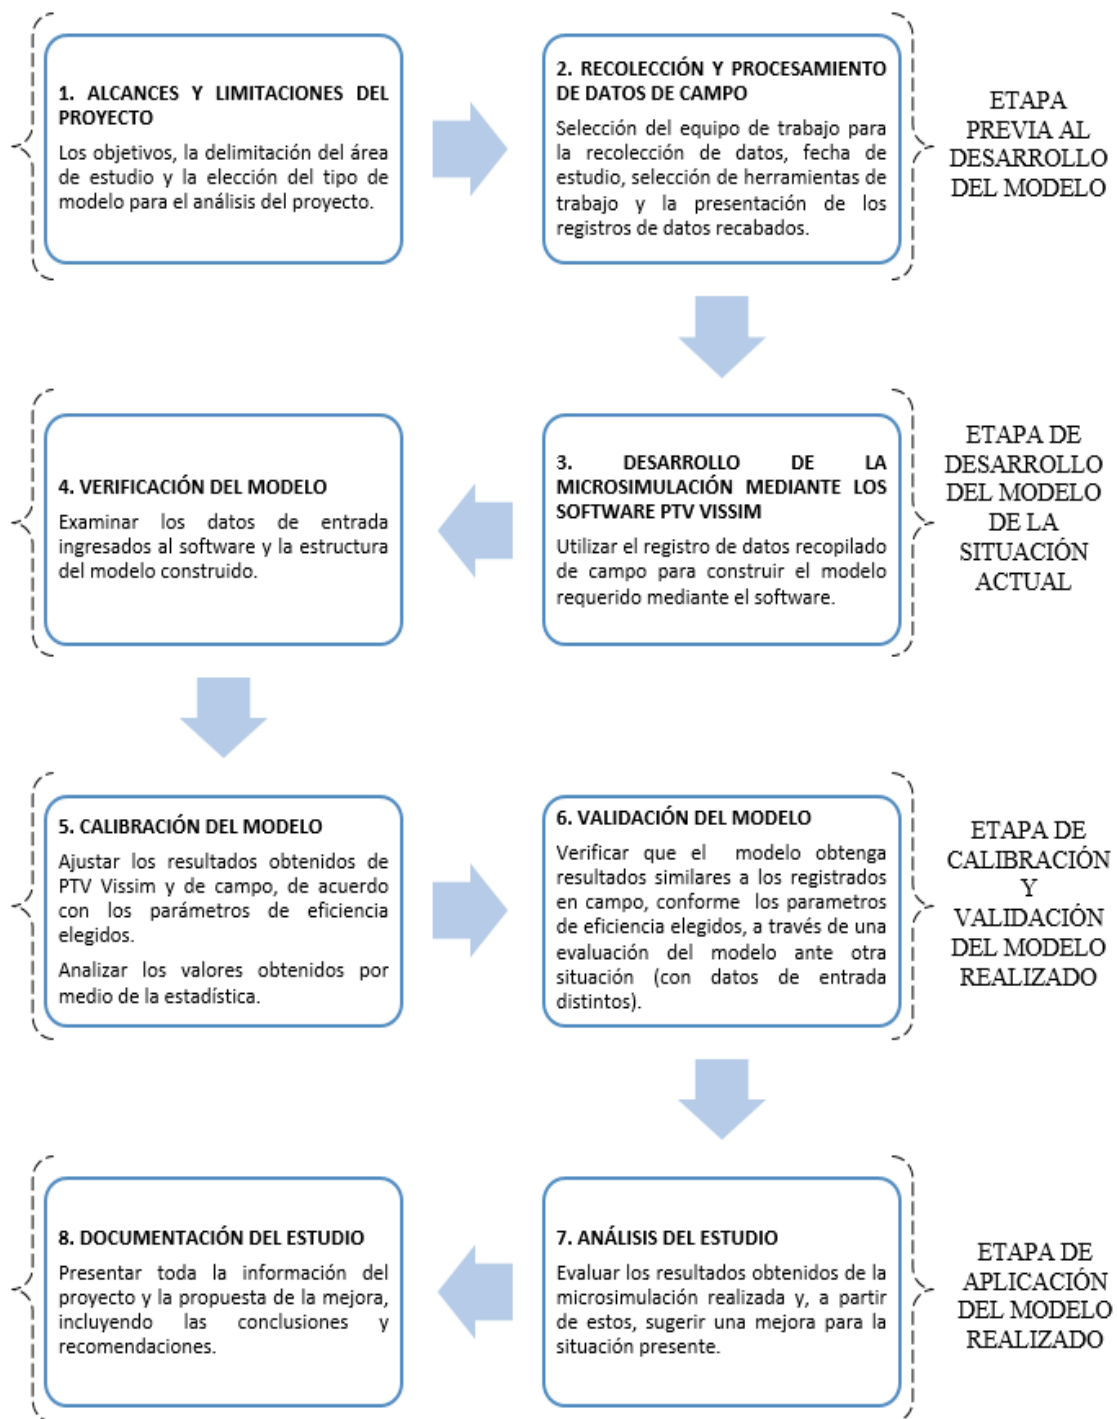 1. ALCANCES Y LIMITACIONES DEL
PROYECTO
Los objetivos, la delimitación del área
de estudio y la elección del tipo de
modelo para el análisis del proyecto.
2. RECOLECCIÓN Y PROCESAMIENTO
DE DATOS DE CAMPO
Selección del equipo de trabajo para
la recolección de datos, fecha de
estudio, selección de herramientas de
trabajo y la presentación de los
registros de datos recabados.
ETAPA
PREVIA AL
DESARROLLO
DEL MODELO
3. DESARROLLO DE LA
MICROSIMULACIÓN MEDIANTE LOS
SOFTWARE PTV VISSIM
Utilizar el registro de datos recopilado
de campo para construir el modelo
requerido mediante el software.
4. VERIFICACIÓN DEL MODELO
Examinar los datos de entrada
ingresados al software y la estructura
del modelo construido.
ETAPA DE
DESARROLLO
DEL MODELO
DE LA
SITUACIÓN
ACTUAL
5. CALIBRACIÓN DEL MODELO
Ajustar los resultados obtenidos de
PTV Vissim y de campo, de acuerdo
con los parámetros de eficiencia
elegidos.
Analizar los valores obtenidos por
medio de la estadística.
6. VALIDACIÓN DEL MODELO
Verificar que el modelo obtenga
resultados similares a los registrados
en campo, conforme los parametros
de eficiencia elegidos, a través de una
evaluación del modelo ante otra
situación (con datos de entrada
distintos).
ETAPA DE
CALIBRACIÓN
Y
VALIDACIÓN
DEL MODELO
REALIZADO
7. ANÁLISIS DEL ESTUDIO
Evaluar los resultados obtenidos de la
microsimulación realizada y, a partir
de estos, sugerir una mejora para la
situación presente.
8. DOCUMENTACIÓN DEL ESTUDIO
Presentar toda la información del
proyecto y la propuesta de la mejora,
incluyendo las conclusiones y
recomendaciones.
ETAPA DE
APLICACIÓN
DEL MODELO
REALIZADO